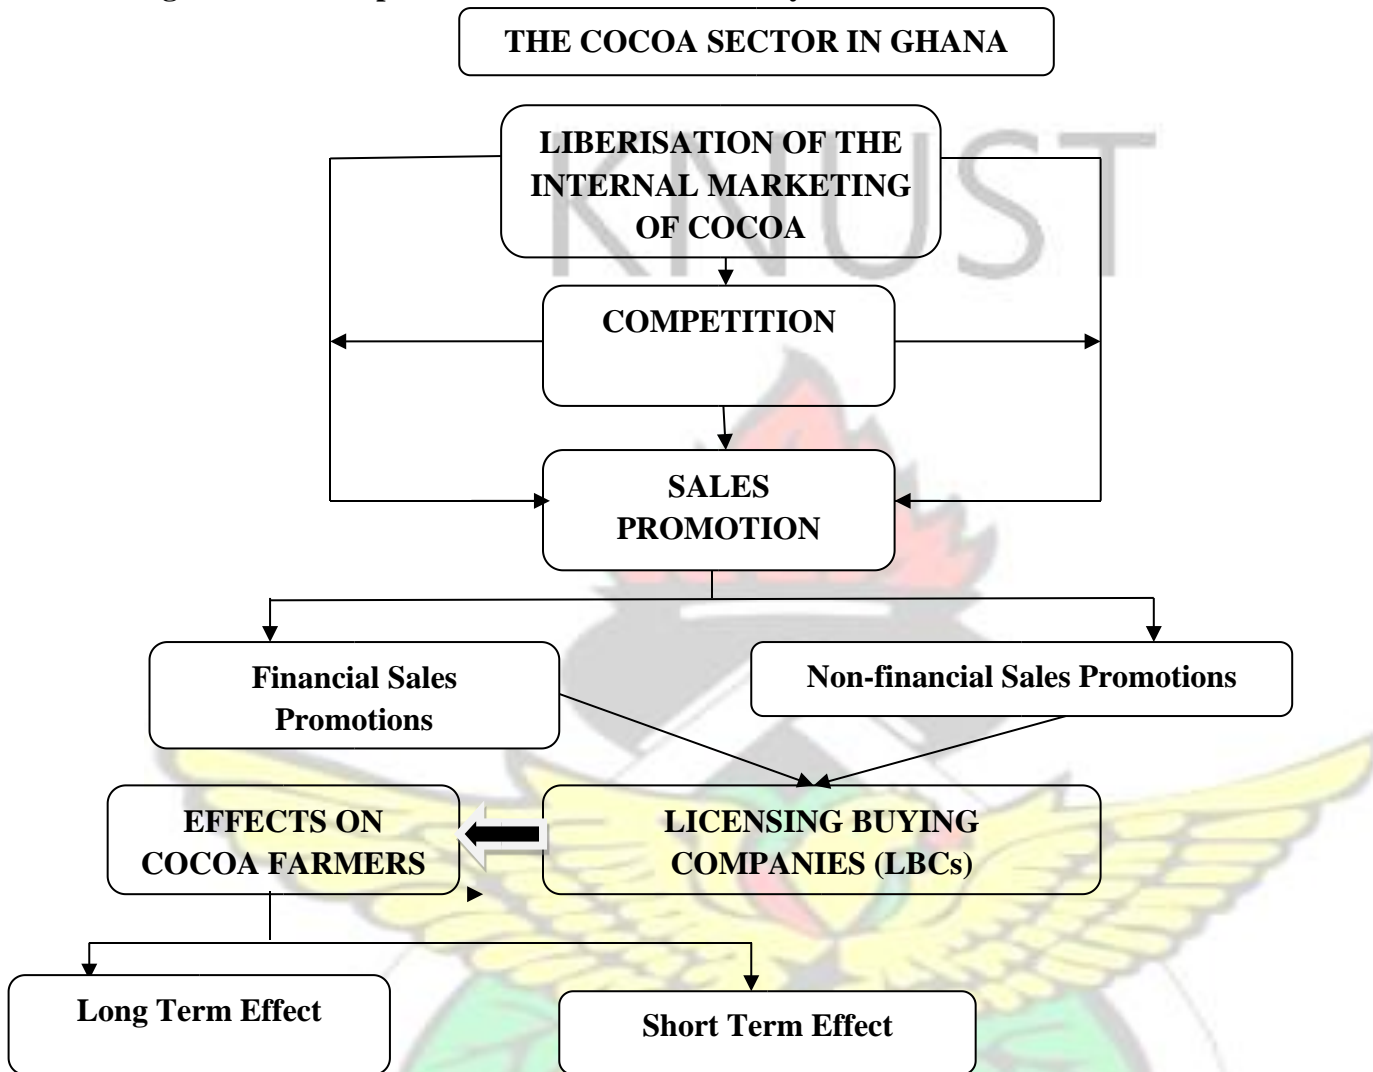 THE COCOA SECTOR IN GHANA
KNUST
LIBERISATION OF THE
INTERNAL MARKETING
OF COCOA
COMPETITION
SALES
PROMOTION
Financial Sales
Promotions
Non-financial Sales Promotions
EFFECTS ON
COCOA FARMERS
LICENSING BUYING
COMPANIES (LBCs)
Long Term Effect
Short Term Effect